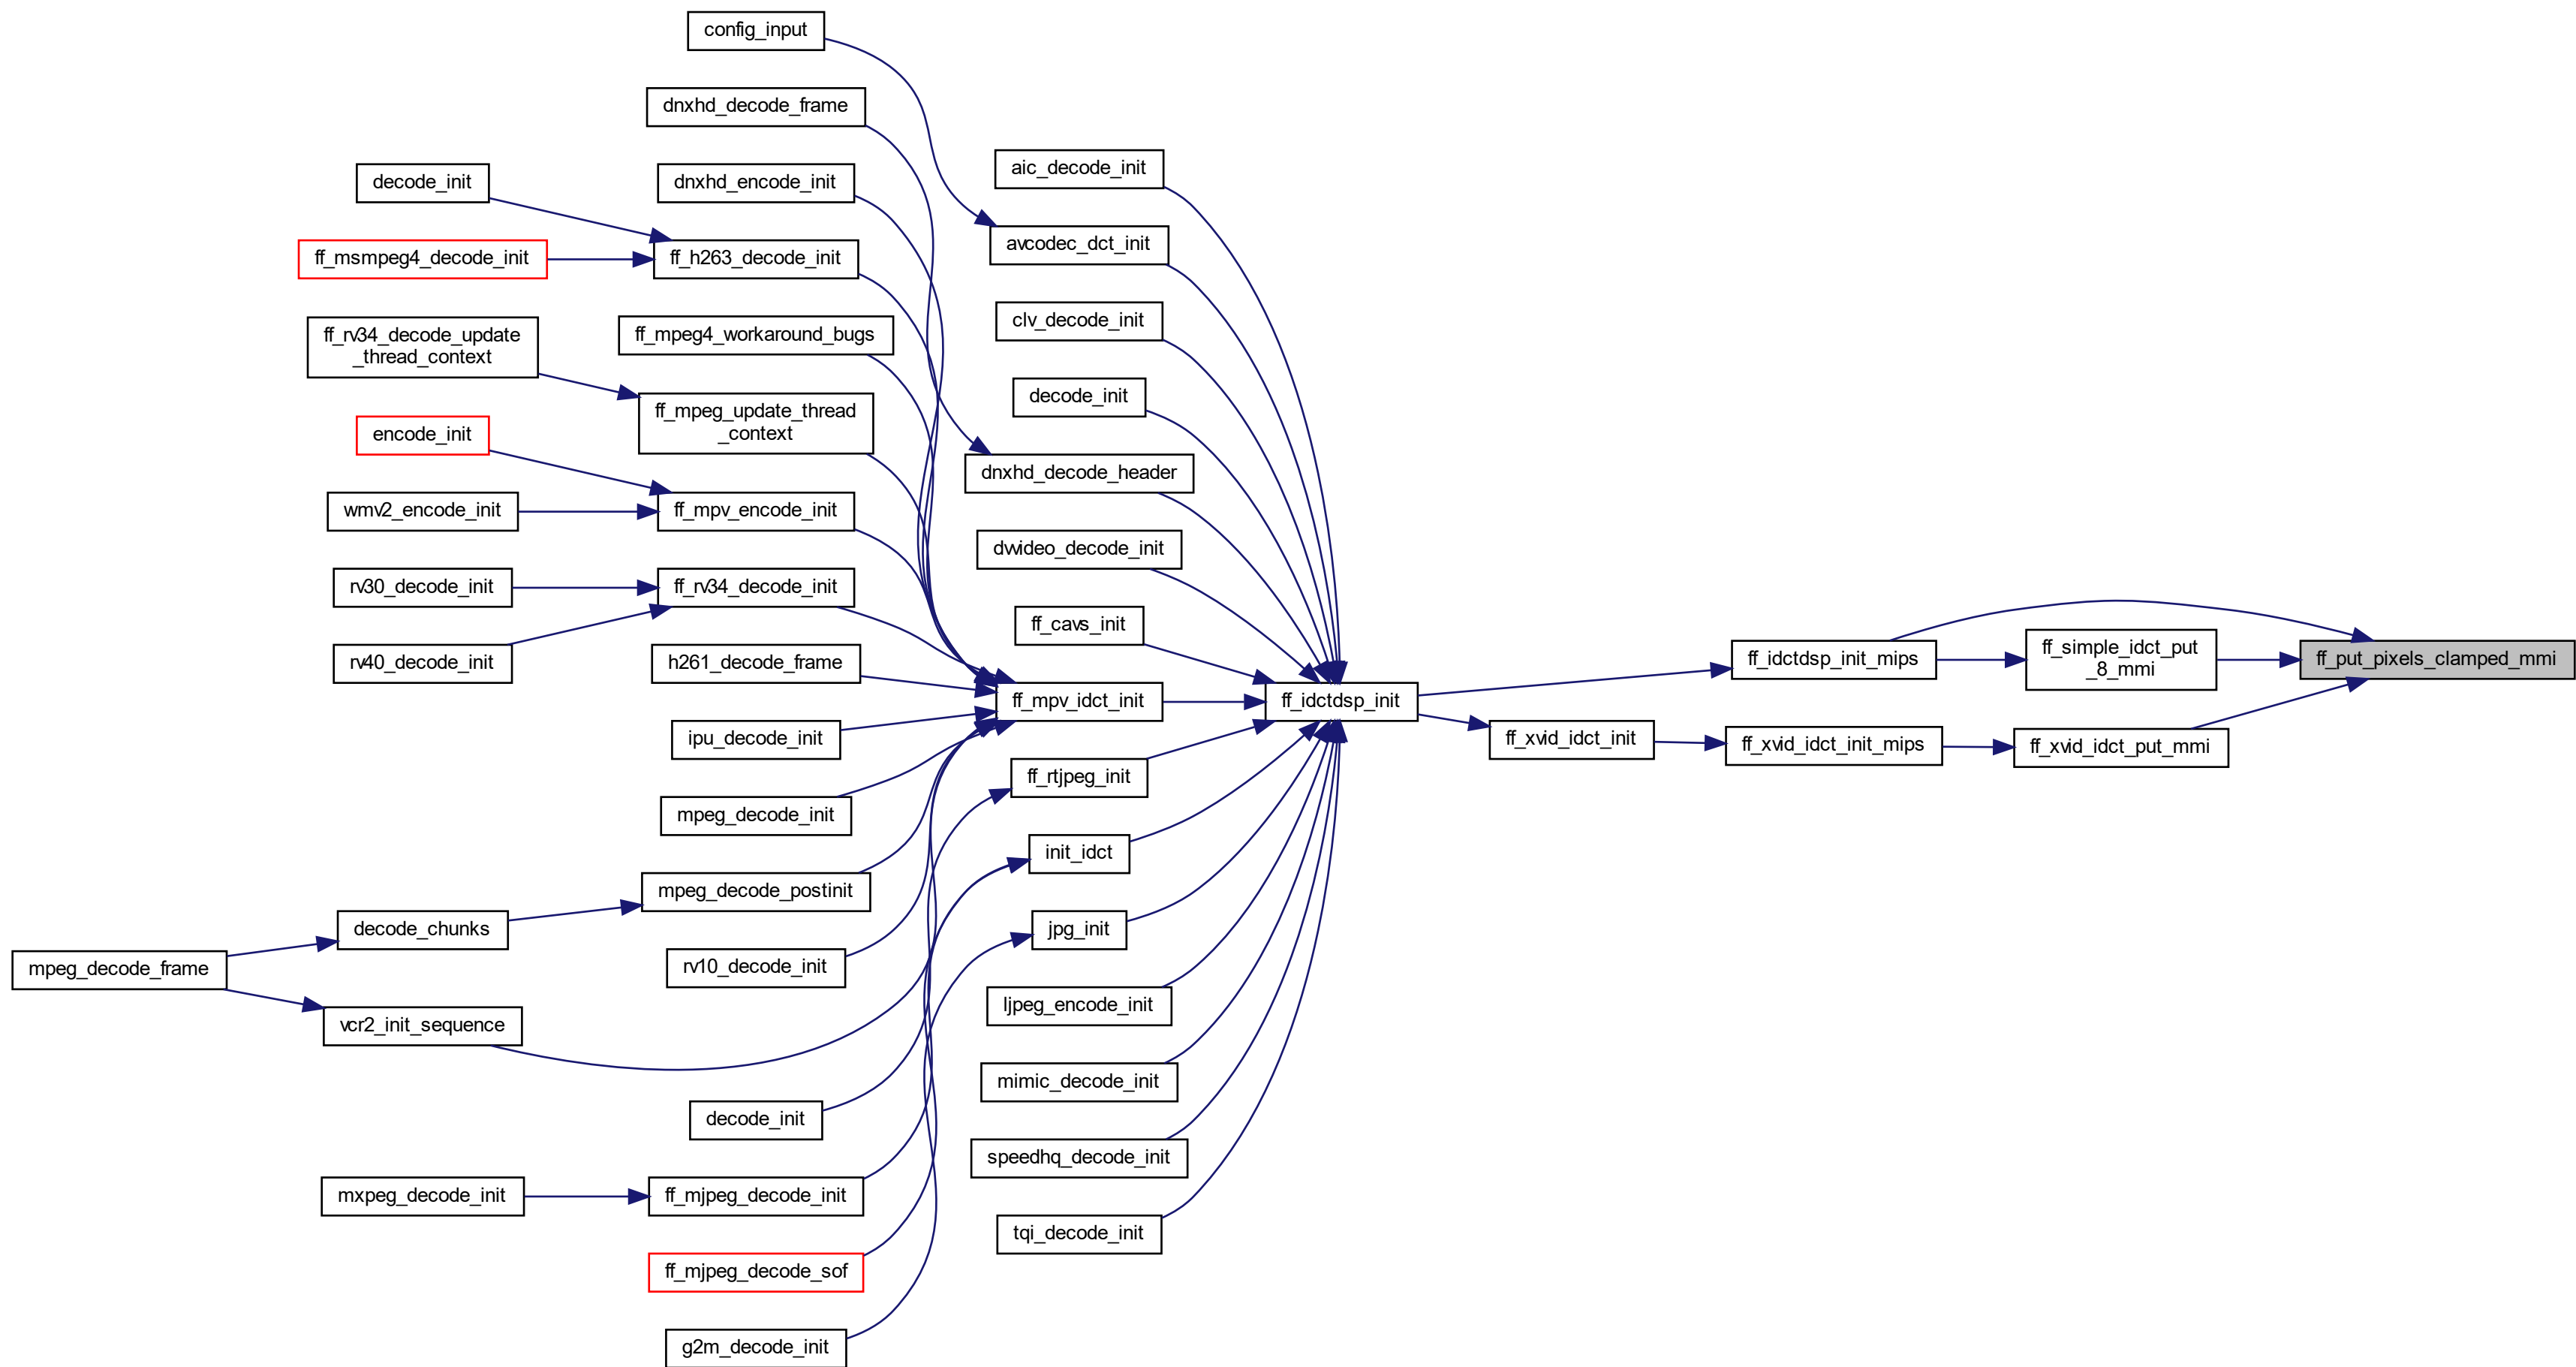 config_input
dnxhd_decode_frame
dnxhd_encode_init
decode_init
ff_h263_decode_init
ff_msmpeg4_decode_init
ff_mpeg4_workaround_bugs
ff_rv34_decode_update
_thread_context
ff_mpeg_update_thread
_context
encode_init
ff_mpv_encode_init
wmv2_encode_init
ff_rv34_decode_init
rv30_decode_init
rv40_decode_init
h261_decode_frame
ipu_decode_init
mpeg_decode_init
mpeg_decode_postinit
decode_chunks
mpeg_decode_frame
rv10_decode_init
vcr2_init_sequence
decode_init
ff_mjpeg_decode_init
mxpeg_decode_init
ff_mjpeg_decode_sof
g2m_decode_init
aic_decode_init
avcodec_dct_init
clv_decode_init
decode_init
dnxhd_decode_header
dvvideo_decode_init
ff_cavs_init
ff_mpv_idct_init
ff_rtjpeg_init
init_idct
jpg_init
ljpeg_encode_init
mimic_decode_init
speedhq_decode_init
tqi_decode_init
ff_idctdsp_init
ff_idctdsp_init_mips
ff_xvid_idct_init
ff_xvid_idct_init_mips
ff_simple_idct_put
_8_mmi
ff_xvid_idct_put_mmi
ff_put_pixels_clamped_mmi